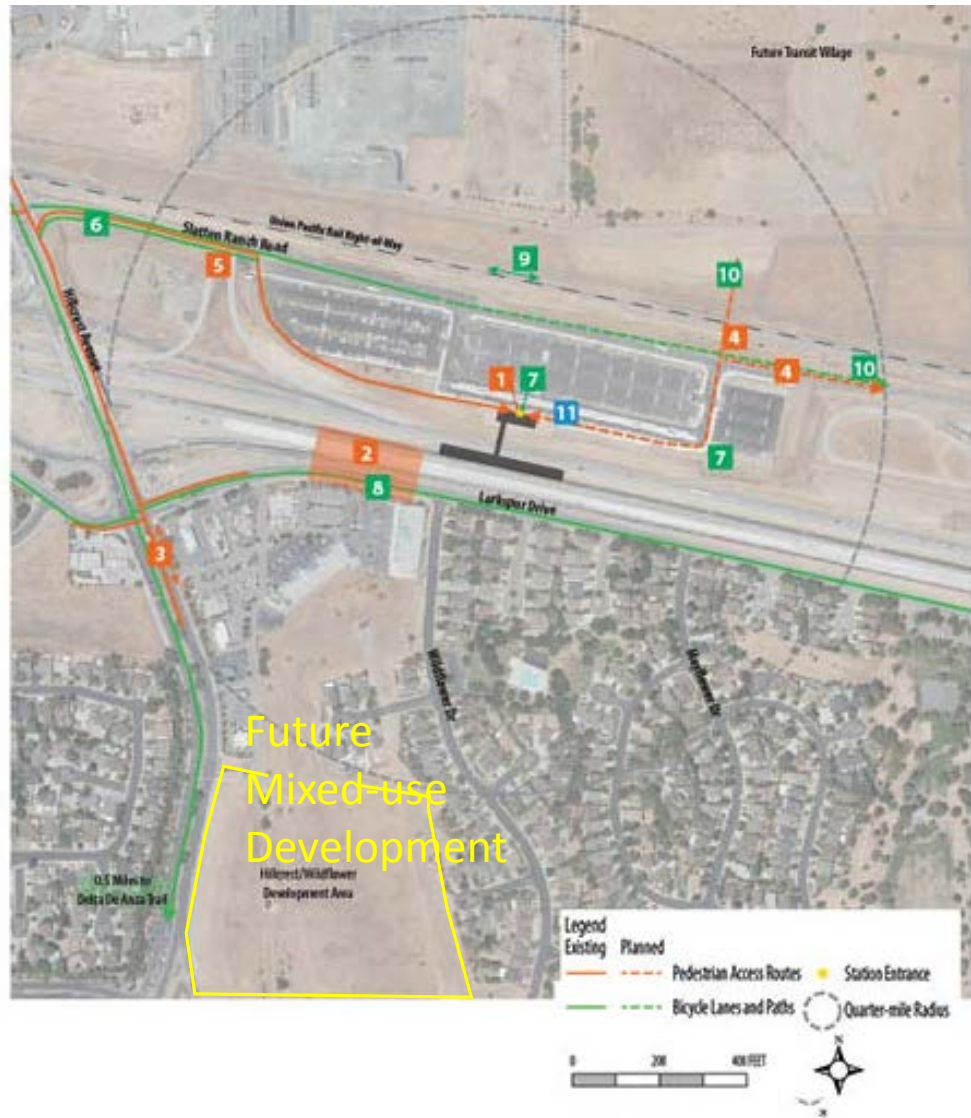 Future Transit Village
Union Pacific Rail Right-of-Way
Slatten Ranch Road
Hillcrest Avenue
6
5
9
10
4
4
10
1
7
11
7
2
8
Larkspur Drive
3
Wildflower Dr
Mayflower Dr
Future
Mixed-use
Development
Hillcrest/Wildflower
Development Area
0.5 Miles to
Delta De Anza Trail
Legend
Existing Planned
Pedestrian Access Routes
Station Entrance
Bicycle Lanes and Paths
Quarter-mile Radius
0 200 400 FEET
N